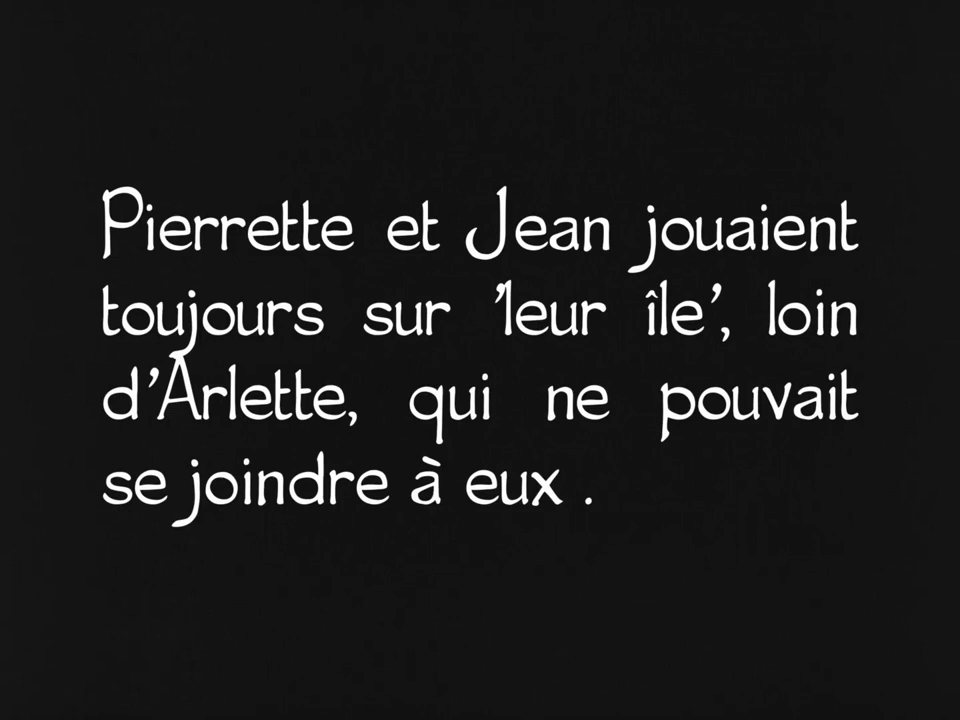 Pierrette et Jean jouaient
toujours sur 'leur île', loin
d'Arlette, qui ne pouvait
se joindre à eux .